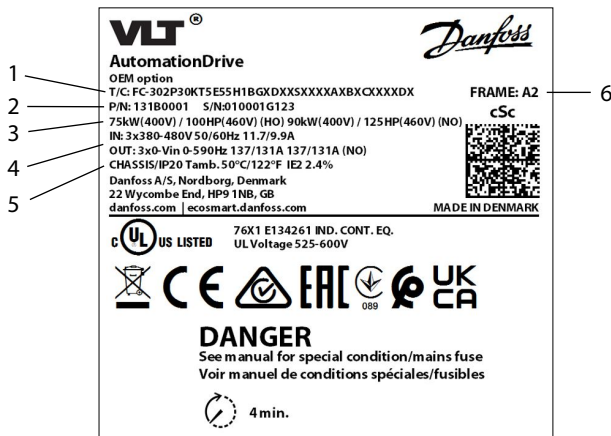 VLT ®
Danfoss
AutomationDrive
OEM option
1
T/C: FC-302P30KT5E55H1BGXDXXSXXXXAXBXCXXXXDX
FRAME: A2
6
2
P/N: 131B0001 S/N:010001G123
cSc
3
75kW(400V) / 100HP(460V) (HO) 90kW(400V) / 125HP(460V) (NO)
IN: 3x380-480V 50/60Hz 11.7/9.9A
4
OUT: 3x0-Vin 0-590Hz 137/131A 137/131A (NO)
5
CHASSIS/IP20 Tamb. 50°C/122°F IE2 2.4%
Danfoss A/S, Nordborg, Denmark
22 Wycombe End, HP9 1NB, GB
danfoss.com | ecosmart.danfoss.com
MADE IN DENMARK
C UL US LISTED
76X1 E134261 IND. CONT. EQ.
UL Voltage 525-600V
CE
EAC
089
UK
CA
DANGER
See manual for special condition/mains fuse
Voir manuel de conditions spéciales/fusibles
4 min.